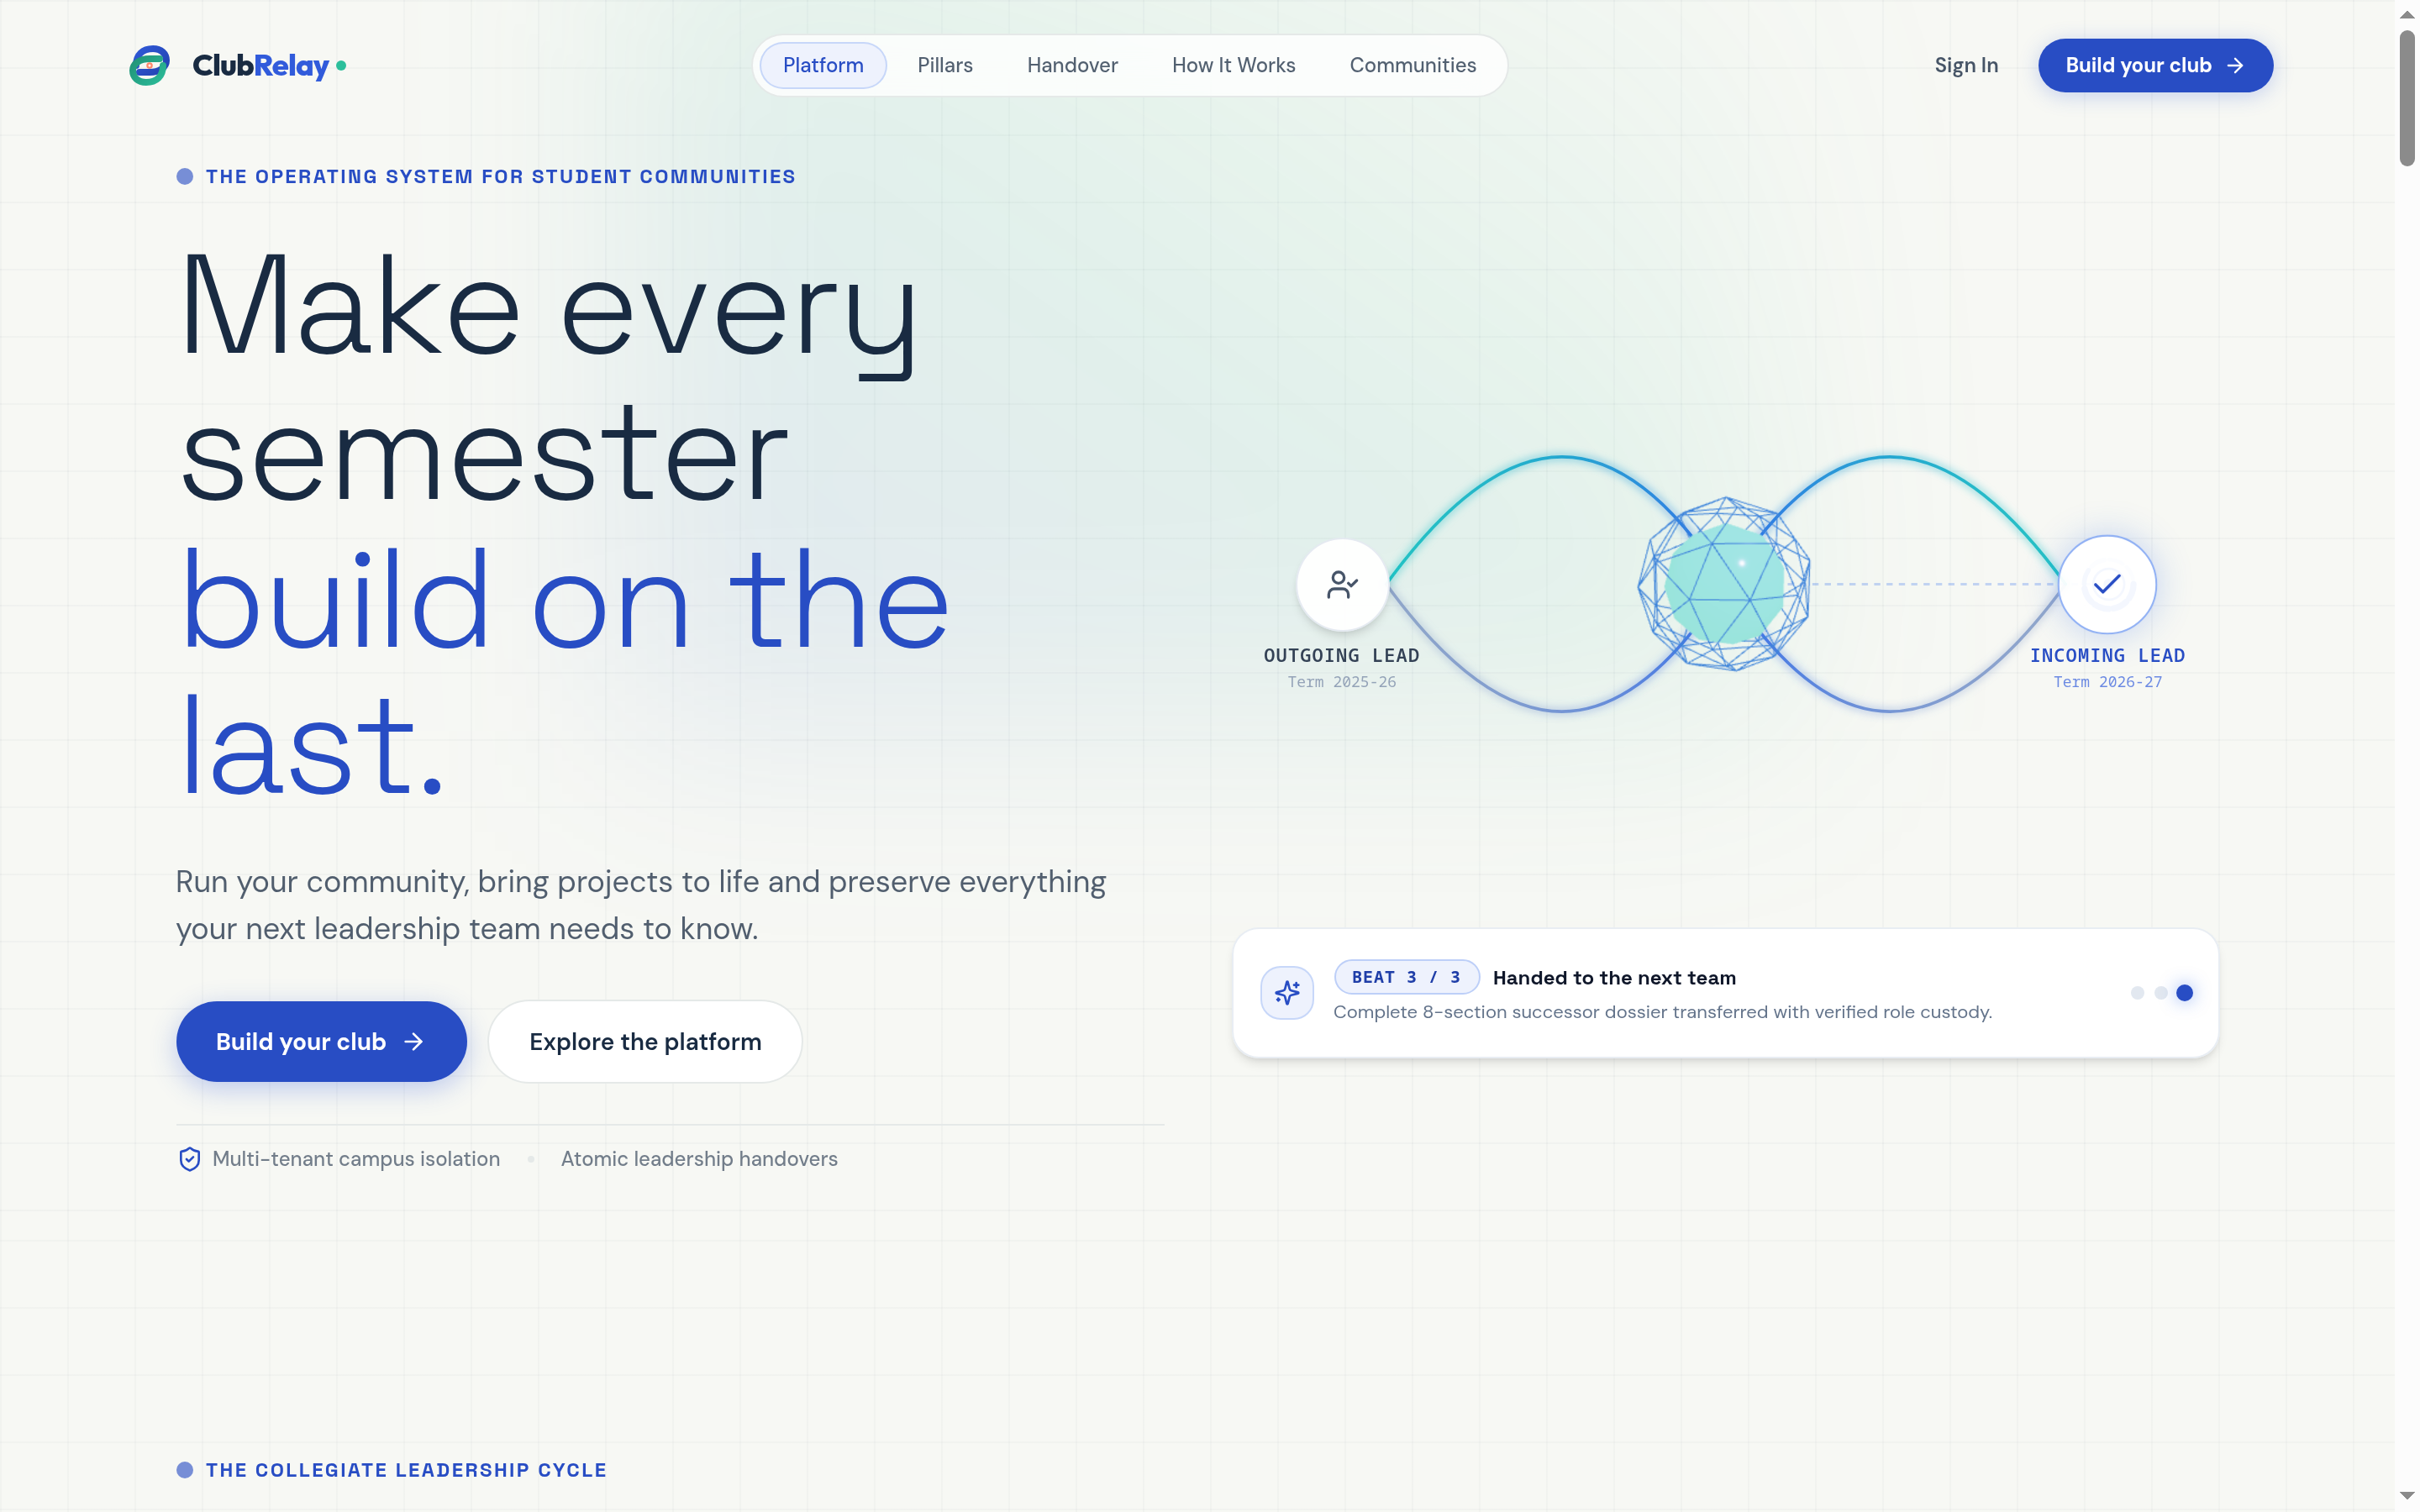 ClubRelay
Platform
Pillars
Handover
How It Works
Communities
Sign In
Build your club
THE OPERATING SYSTEM FOR STUDENT COMMUNITIES
Make every
semester
build on the
last.
Run your community, bring projects to life and preserve everything
your next leadership team needs to know.
Build your club
Explore the platform
Multi-tenant campus isolation
Atomic leadership handovers
OUTGOING LEAD
Term 2025-26
INCOMING LEAD
Term 2026-27
BEAT 3 / 3
Handed to the next team
Complete 8-section successor dossier transferred with verified role custody.
THE COLLEGIATE LEADERSHIP CYCLE